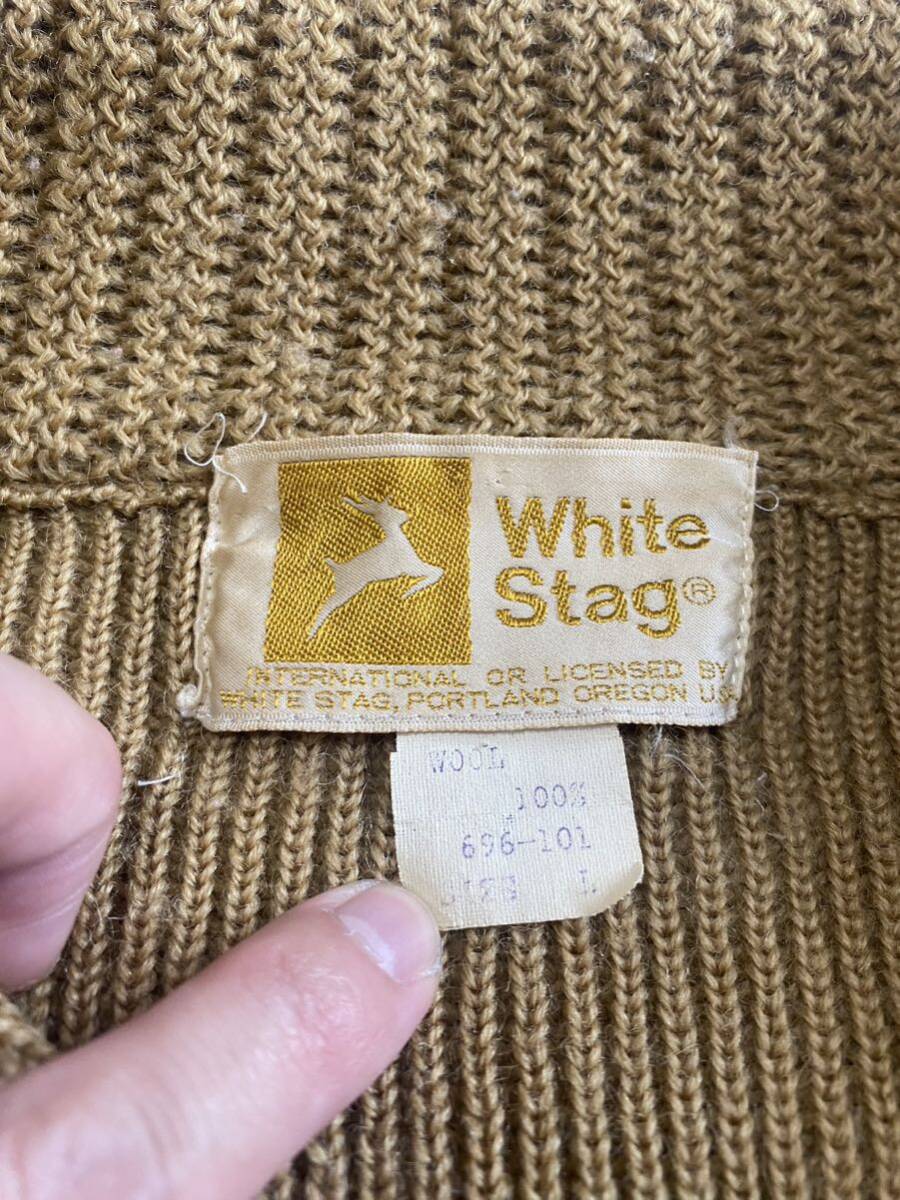 White
Stag®
INTERNATIONAL OR LICENSED BY
WHITE STAG, PORTLAND OREGON U.S.
WOOL
100%
696-101
SIZE L